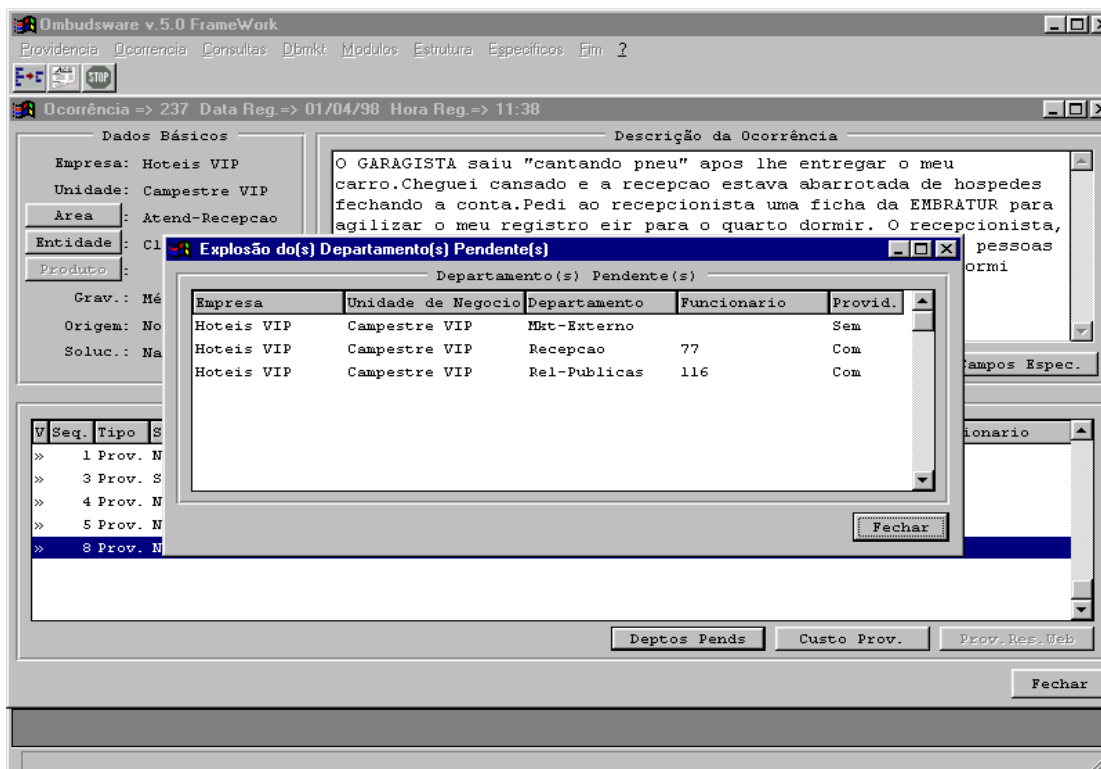 Ombudsware v.5.0 FrameWork
Providencia Ocorrencia Consultas Dbmkt Modulos Estrutura Especificos Fim ?
STOP
Ocorrência => 237 Data Reg.=> 01/04/98 Hora Reg.=> 11:38
Dados Básicos
Empresa: Hoteis VIP
Unidade: Campestre VIP
Area : Atend-Recepcao
Entidade : Cl
Produto :
Grav.: Mé
Origem: No
Soluc.: Na
Descrição da Ocorrência
O GARAGISTA saiu "cantando pneu" apos lhe entregar o meu
carro.Cheguei cansado e a recepcao estava abarrotada de hospedes
fechando a conta.Pedi ao recepcionista uma ficha da EMBRATUR para
agilizar o meu registro eir para o quarto dormir. O recepcionista,
pessoas
ormi
Campos Espec.
Explosão do(s) Departamento(s) Pendente(s)
Departamento(s) Pendente(s)
Empresa Unidade de Negocio Departamento Funcionario Provid.
Hoteis VIP Campestre VIP Mkt-Externo Sem
Hoteis VIP Campestre VIP Recepcao 77 Com
Hoteis VIP Campestre VIP Rel-Publicas 116 Com
Fechar
V Seq. Tipo S ionario
» 1 Prov. N
» 3 Prov. S
» 4 Prov. N
» 5 Prov. N
» 8 Prov. N
Deptos Pends Custo Prov. Prov.Res.Web
Fechar